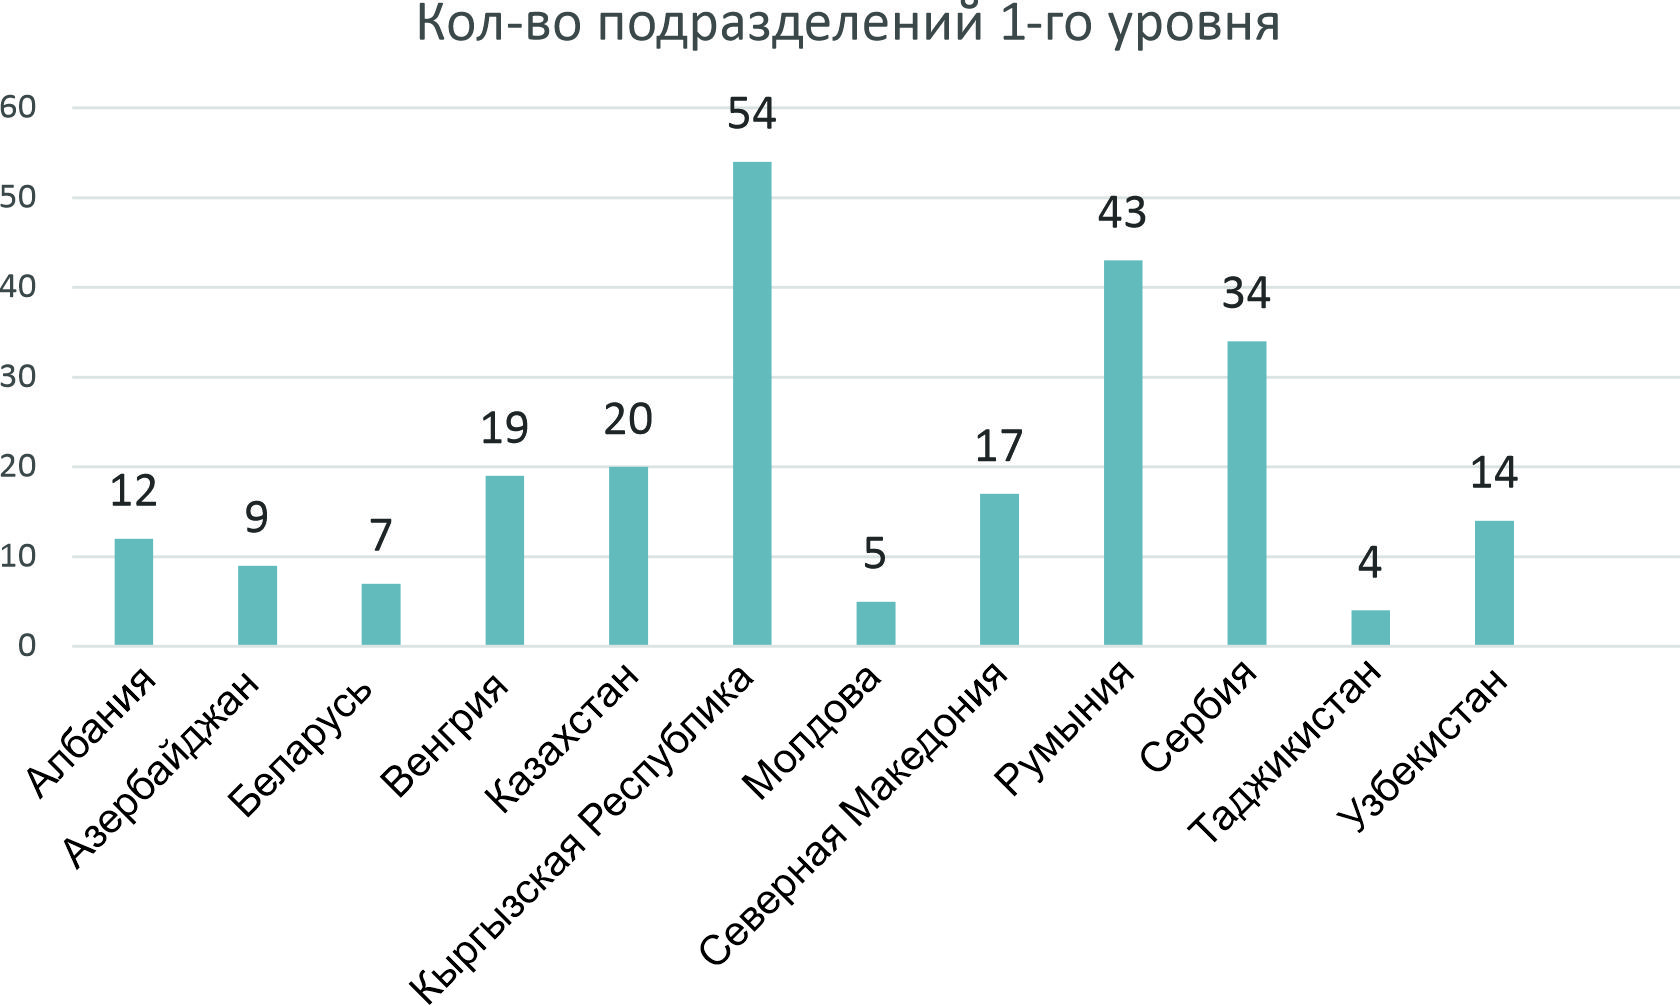 Кол-во подразделений 1-го уровня
60
50
40
30
20
10
0
12
9
7
19
20
54
5
17
43
34
4
14
Албания
Азербайджан
Беларусь
Венгрия
Казахстан
Кыргызская Республика
Молдова
Северная Македония
Румыния
Сербия
Таджикистан
Узбекистан